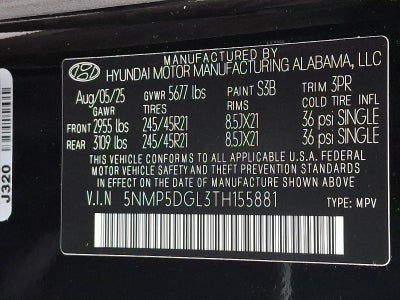 MANUFACTURED BY
HYUNDAI MOTOR MANUFACTURING ALABAMA, LLC
Aug/05/25 GVWR 5677 lbs PAINT S3B TRIM 3PR
GAWR TIRES RIMS COLD TIRE INFL
FRONT 2955 lbs 245/45R21 8.5JX21 36 psi SINGLE
REAR 3109 lbs 245/45R21 8.5JX21 36 psi SINGLE
THIS VEHICLE CONFORMS TO ALL APPLICABLE U.S.A. FEDERAL
MOTOR VEHICLE SAFETY, BUMPER, AND THEFT PREVENTION STANDARDS
IN EFFECT ON THE DATE OF MANUFACTURE SHOWN ABOVE.
V.I.N 5NMP5DGL3TH155881 TYPE: MPV
J320